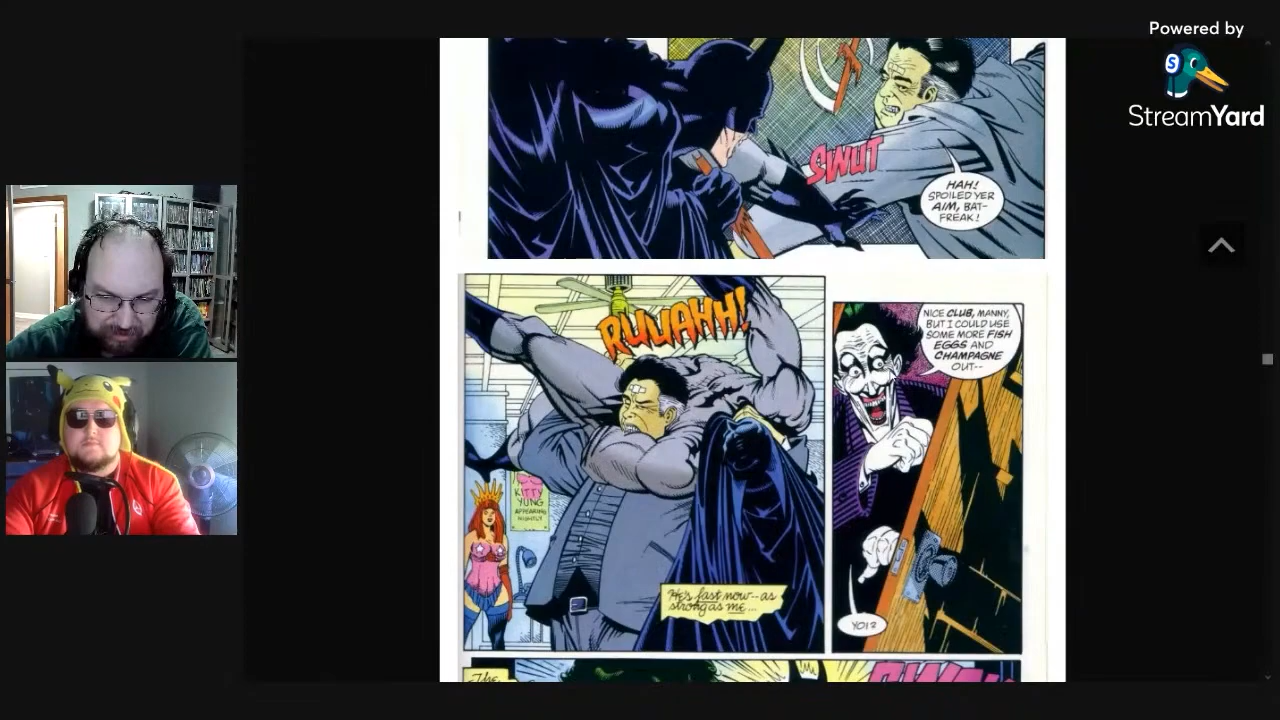 Powered by
StreamYard
SWUT
HAH!
SPOILED YER
AIM, BAT-
FREAK!
RUUAHH!
NICE CLUB, MANNY,
BUT I COULD USE
SOME MORE FISH
EGGS AND
CHAMPAGNE
OUT--
KITTY
YUNG
APPEARING
NIGHTLY
He's fast now--as
strong as me...
YO!?
The